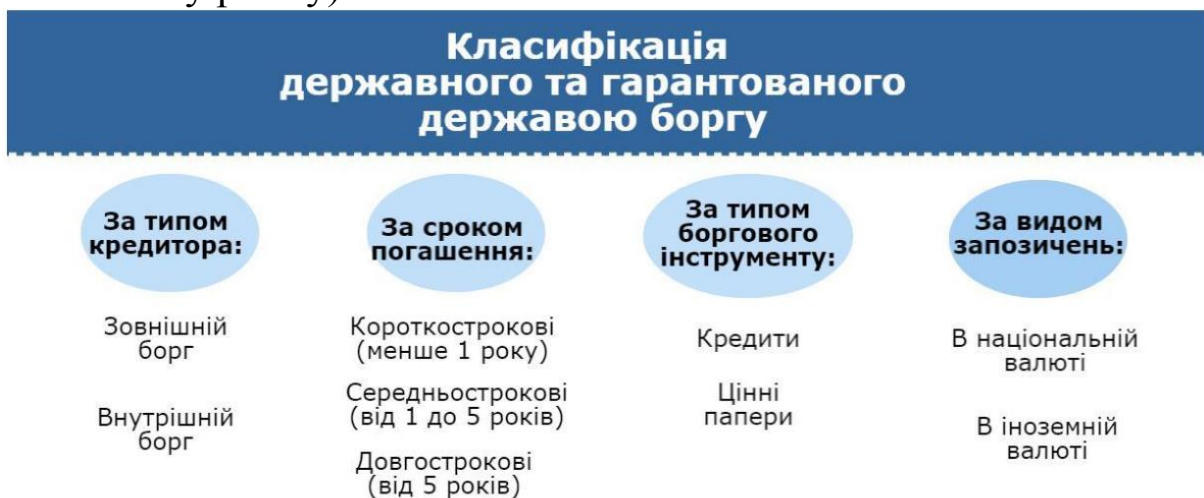 Класифікація
державного та гарантованого
державою боргу
За типом
кредитора:
Зовнішній
борг
Внутрішній
борг
За сроком
погашення:
Короткострокові
(менше 1 року)
Середньострокові
(від 1 до 5 років)
Довгострокові
(від 5 років)
За типом
боргового
інструменту:
Кредити
Цінні
папери
За видом
запозичень:
В національній
валюті
В іноземній
валюті